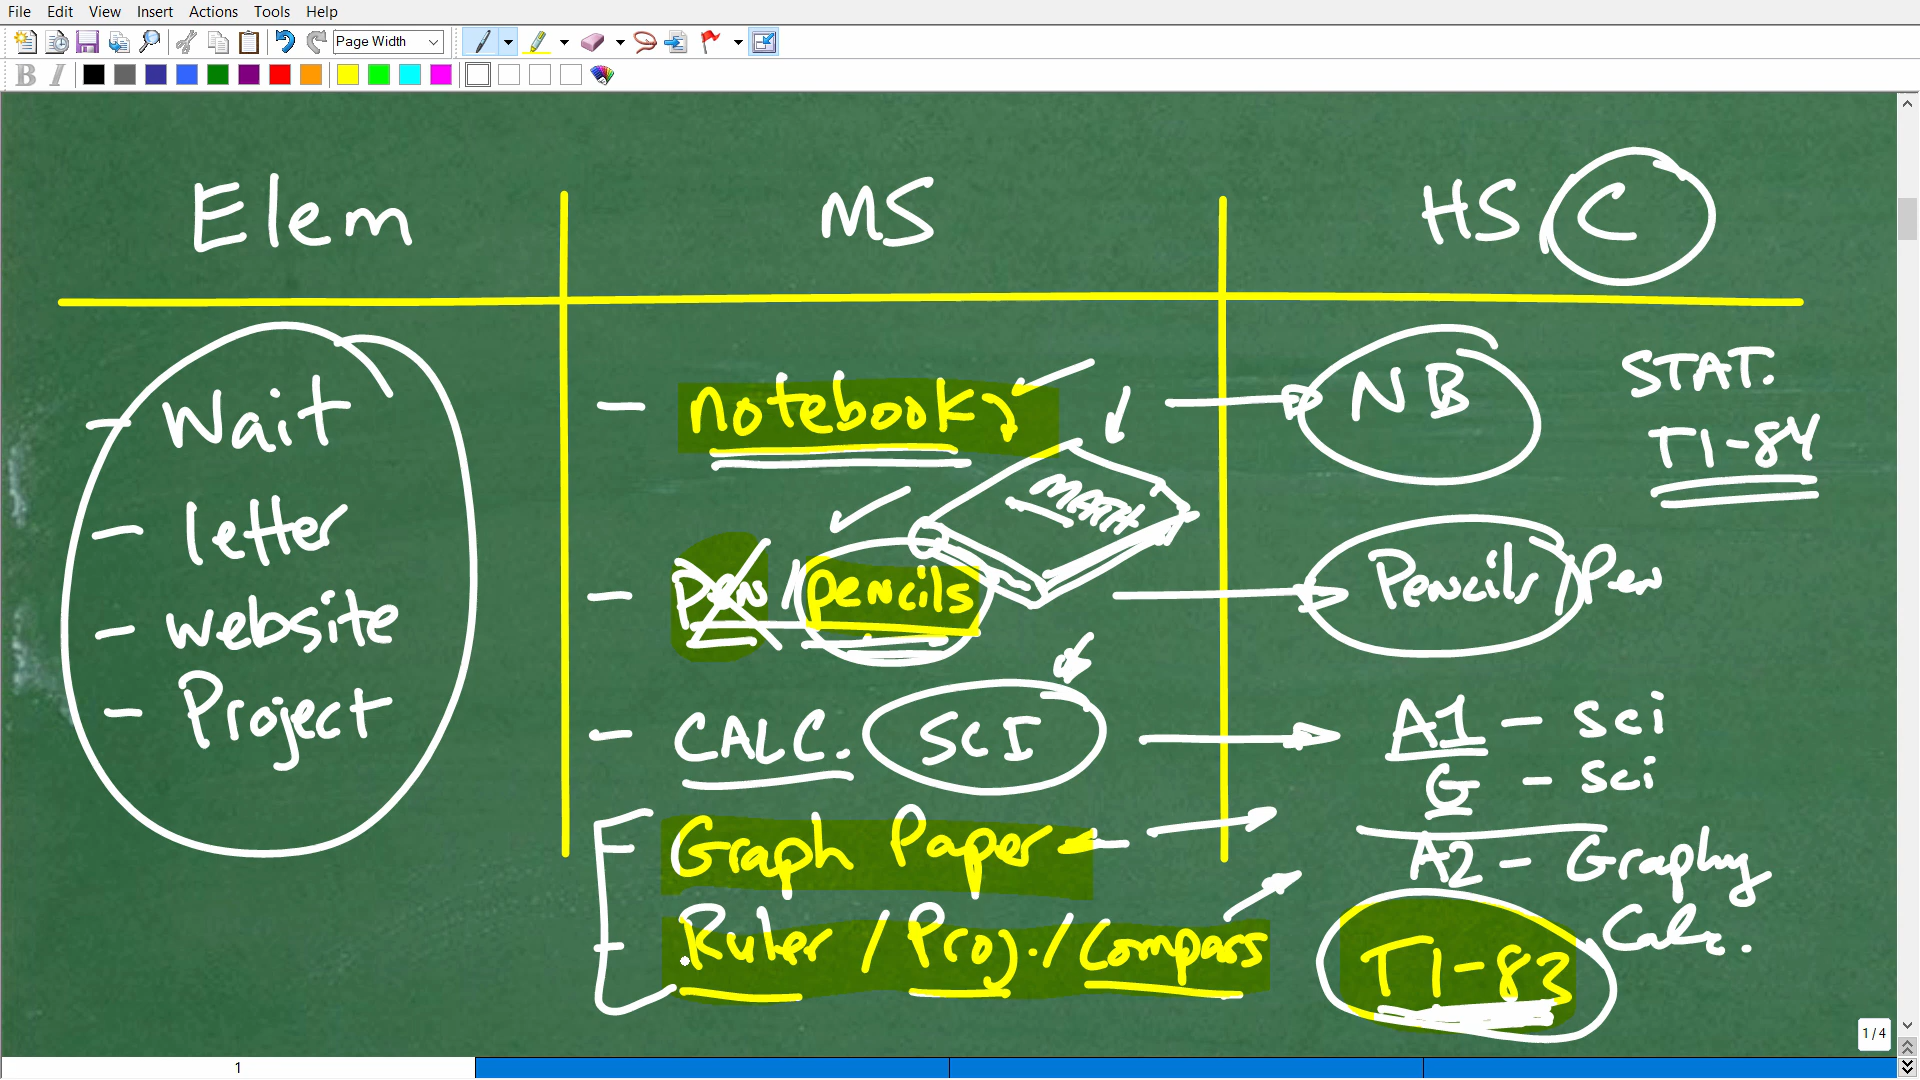 File Edit View Insert Actions Tools Help
Page Width
B I
Elem MS HS C
- Wait
- letter
- website
- Project
- notebook
MATH
- Pen / pencils
- CALC. SCI
- Graph Paper
- Ruler / Proj. / Compass
NB
STAT.
TI-84
Pencils / Pen
A1 - Sci
G - Sci
A2 - Graphy
Calc.
TI-83
1 / 4
1